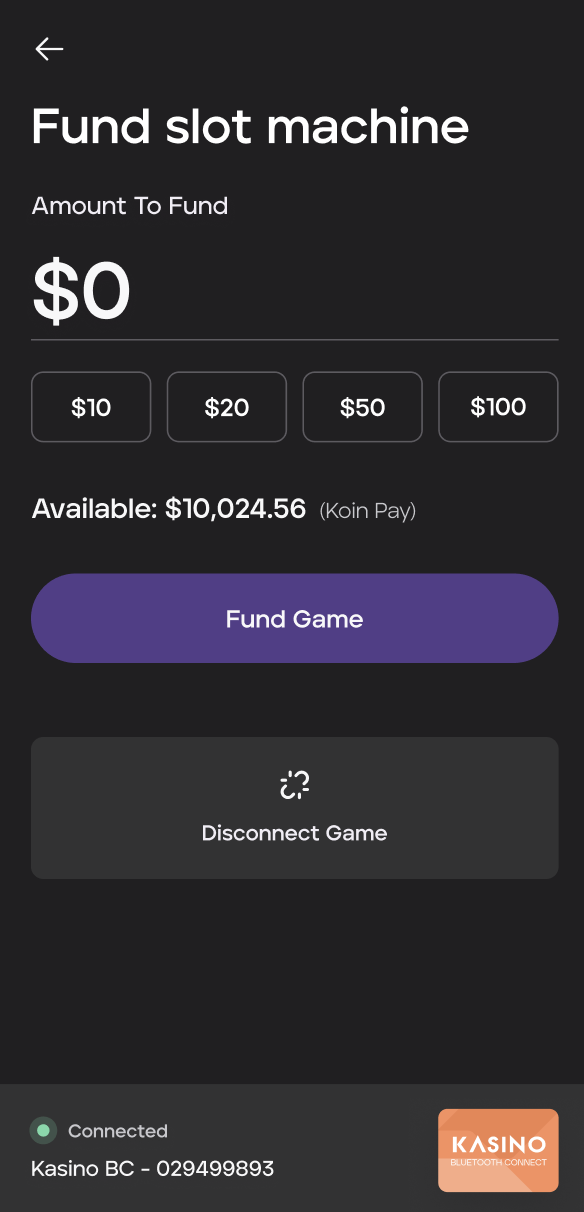 Fund slot machine
Amount To Fund
$0
$10 $20 $50 $100
Available: $10,024.56 (Koin Pay)
Fund Game
Disconnect Game
Connected
Kasino BC - 029499893
KASINO
BLUETOOTH CONNECT